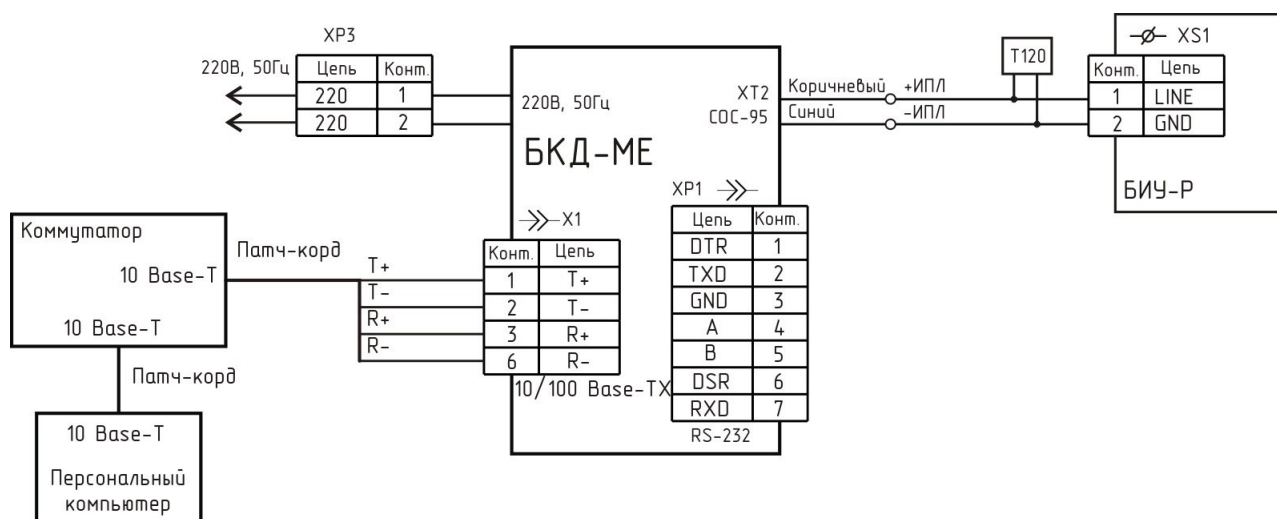 XP3
220В, 50Гц
Цепь Конт.
220 1
220 2
220В, 50Гц
БКД-МЕ
XT2
СОС-95
Коричневый +ИПЛ
Синий -ИПЛ
T120
XS1
Конт. Цепь
1 LINE
2 GND
БИУ-Р
XP1
Цепь Конт.
DTR 1
TXD 2
GND 3
A 4
B 5
DSR 6
RXD 7
RS-232
X1
Конт. Цепь
1 T+
2 T-
3 R+
6 R-
10/100 Base-TX
Коммутатор
10 Base-T
10 Base-T
Патч-корд
T+
T-
R+
R-
Патч-корд
10 Base-T
Персональный
компьютер